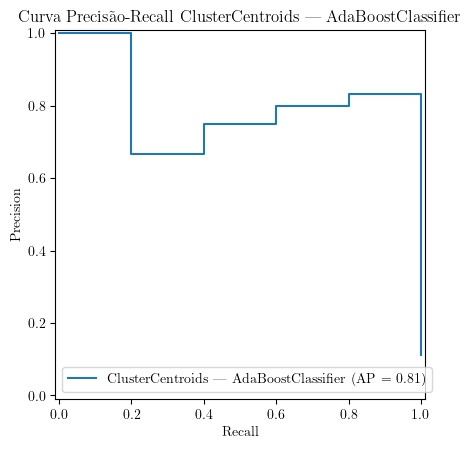 Curva Precisão-Recall ClusterCentroids — AdaBoostClassifier
1.0
0.8
0.6
0.4
0.2
0.0
Precision
ClusterCentroids — AdaBoostClassifier (AP = 0.81)
0.0 0.2 0.4 0.6 0.8 1.0
Recall